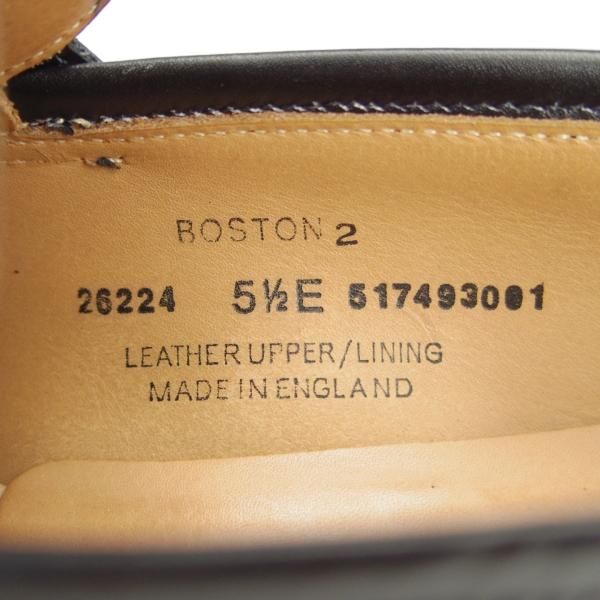 BOSTON 2
26224 5½E 517493001
LEATHER UPPER/LINING
MADE IN ENGLAND